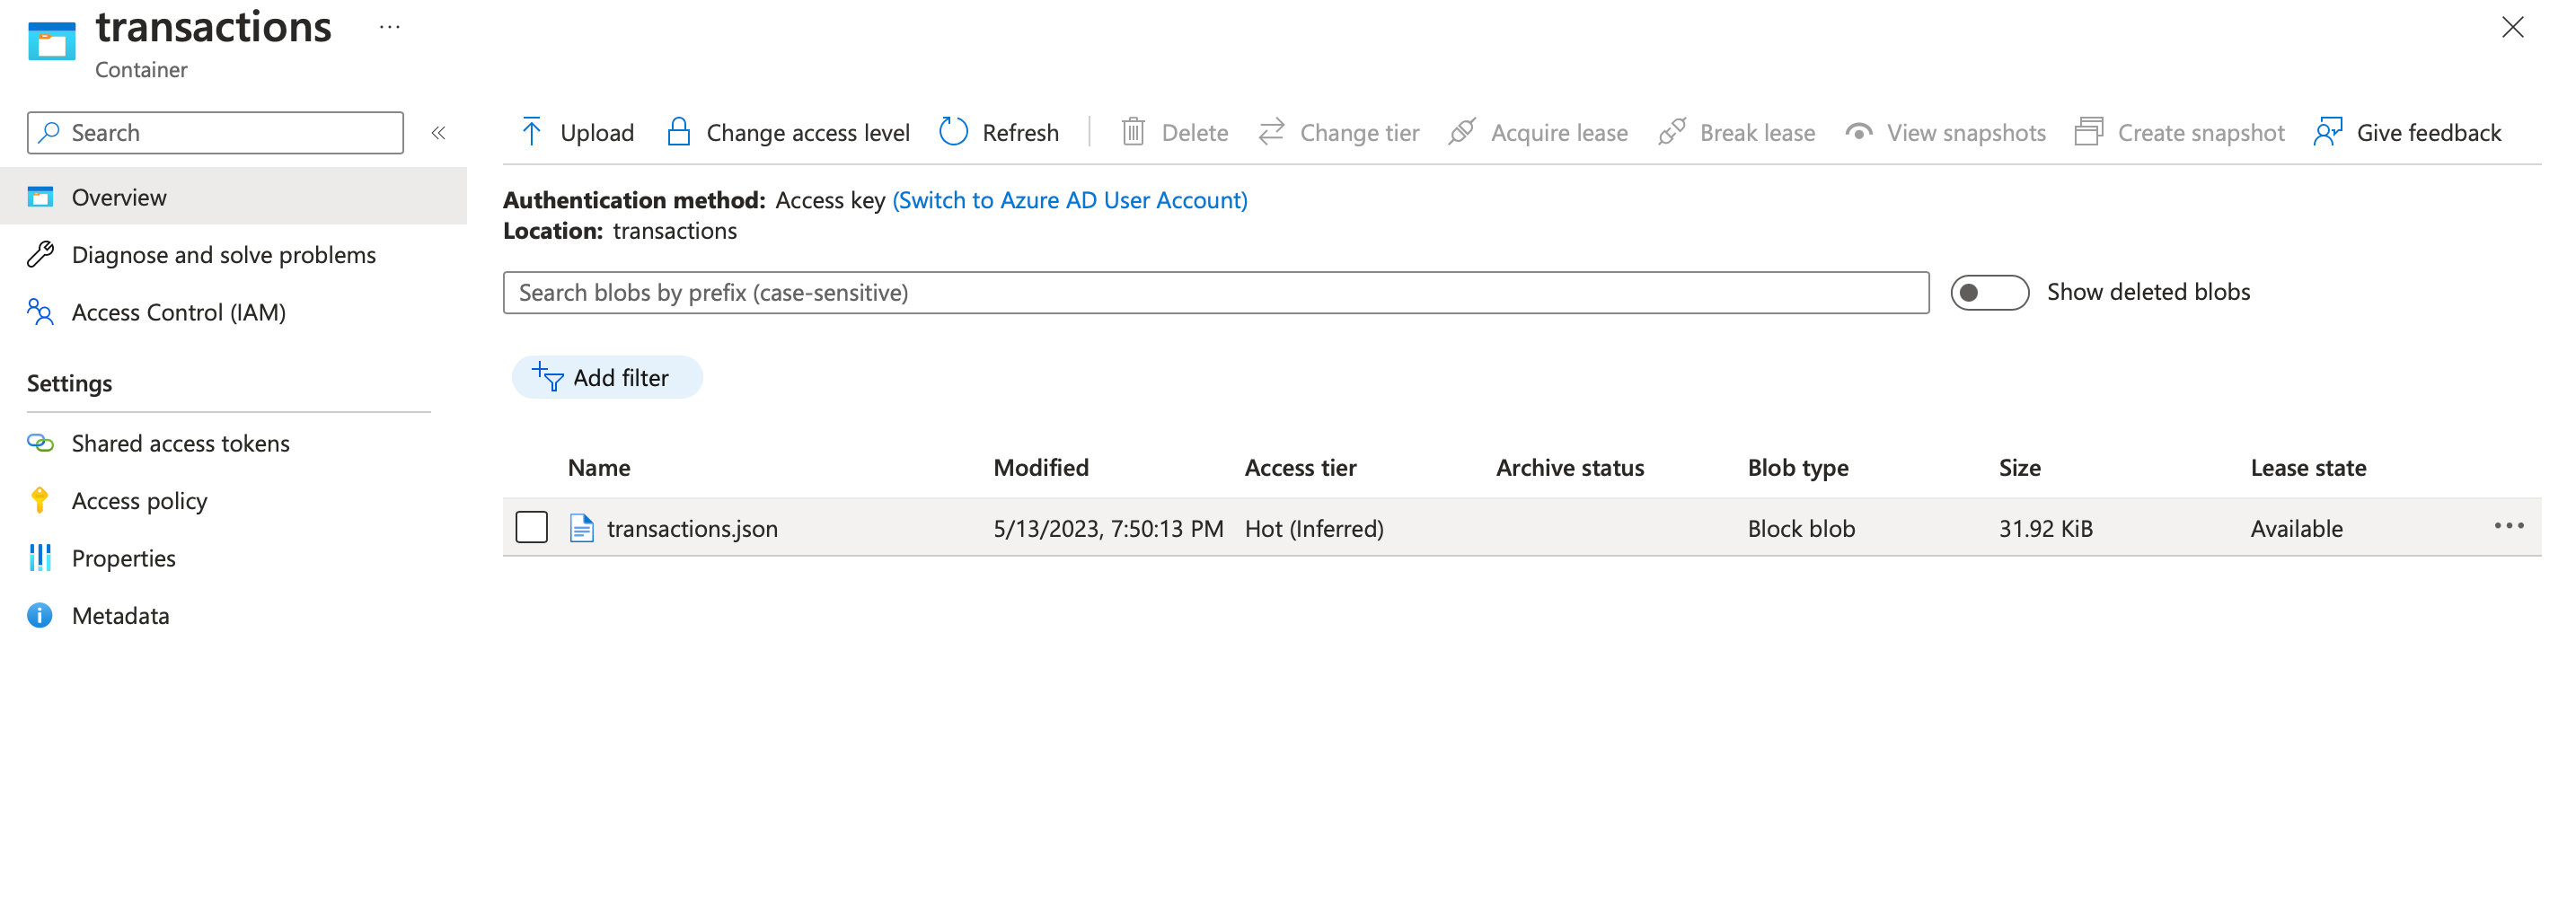 transactions ...
Container
Search «
Overview
Diagnose and solve problems
Access Control (IAM)
Settings
Shared access tokens
Access policy
Properties
Metadata
Upload Change access level Refresh Delete Change tier Acquire lease Break lease View snapshots Create snapshot Give feedback
Authentication method: Access key (Switch to Azure AD User Account)
Location: transactions
Search blobs by prefix (case-sensitive) Show deleted blobs
Add filter
Name Modified Access tier Archive status Blob type Size Lease state
transactions.json 5/13/2023, 7:50:13 PM Hot (Inferred) Block blob 31.92 KiB Available ...